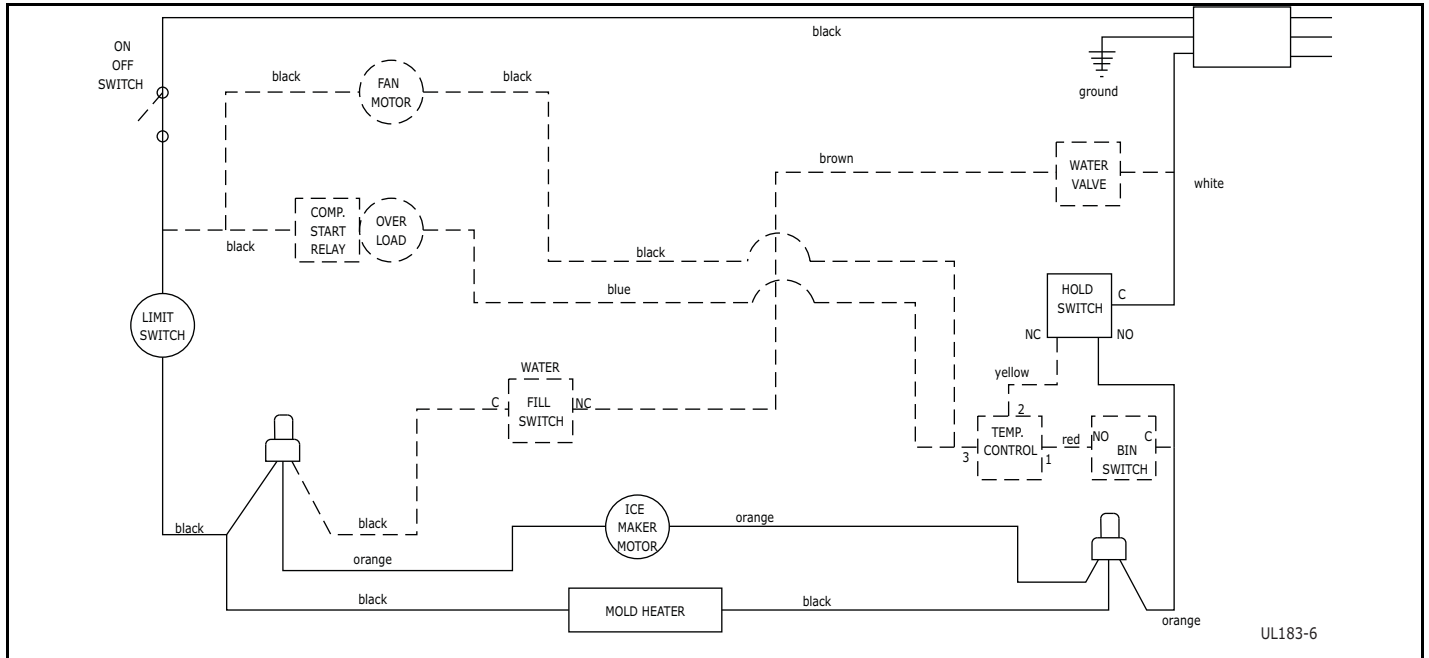 black
ON
OFF
SWITCH
ground
black
FAN
MOTOR
black
brown
WATER
VALVE
white
COMP.
START
RELAY
OVER
LOAD
black
black
blue
HOLD
SWITCH
C
NC
NO
LIMIT
SWITCH
yellow
WATER
C
FILL
SWITCH
NC
2
TEMP.
CONTROL
3
1
red
NO
C
BIN
SWITCH
black
black
orange
ICE
MAKER
MOTOR
orange
black
MOLD HEATER
black
orange
UL183-6